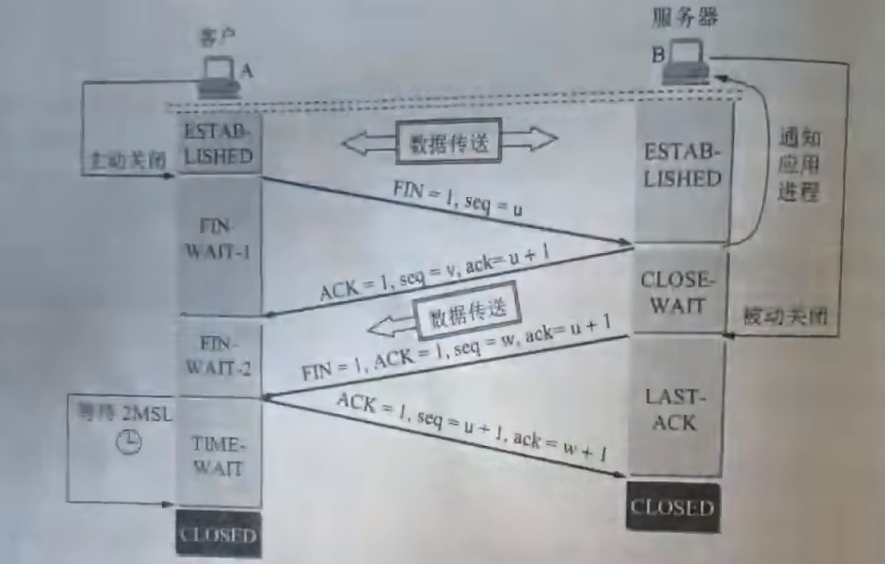 客户
服务器
A
B
ESTAB-
LISHED
数据传送
ESTAB-
LISHED
通知
应用
进程
主动关闭
FIN = 1, seq = u
FIN-
WAIT-1
ACK = 1, seq = v, ack= u + 1
CLOSE-
WAIT
数据传送
被动关闭
FIN-
WAIT-2
FIN = 1, ACK = 1, seq = w, ack= u + 1
等待 2MSL
ACK = 1, seq = u + 1, ack = w + 1
LAST-
ACK
TIME-
WAIT
CLOSED
CLOSED